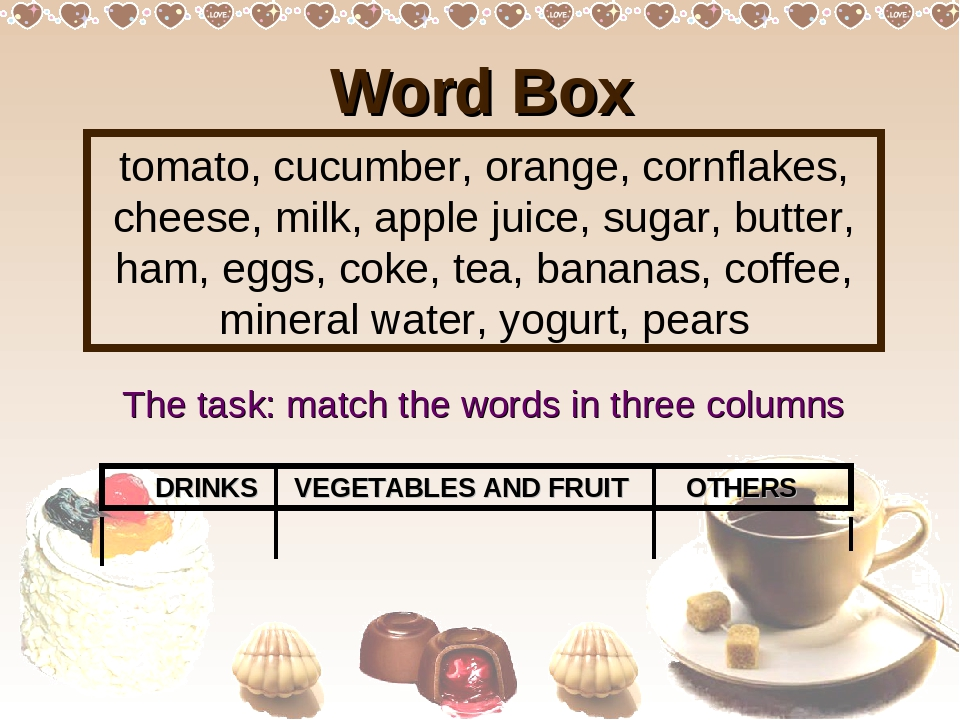 Word Box
tomato, cucumber, orange, cornflakes,
cheese, milk, apple juice, sugar, butter,
ham, eggs, coke, tea, bananas, coffee,
mineral water, yogurt, pears
The task: match the words in three columns
DRINKS VEGETABLES AND FRUIT OTHERS